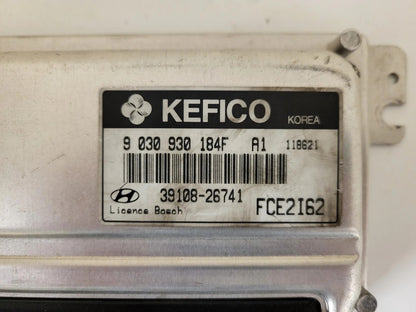 KEFICO KOREA
9 030 930 184F A1 118621
39108-26741
Licence Bosch FCE2I62